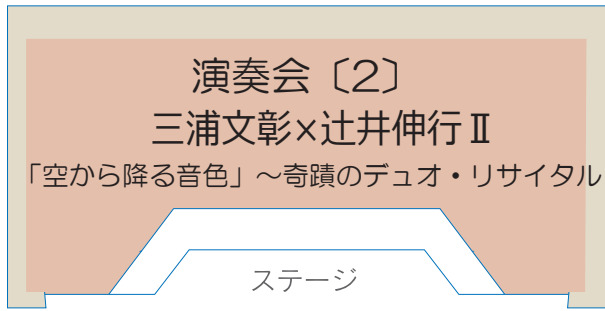 演奏会〔2〕
三浦文彰×辻井伸行Ⅱ
「空から降る音色」～奇蹟のデュオ・リサイタル
ステージ